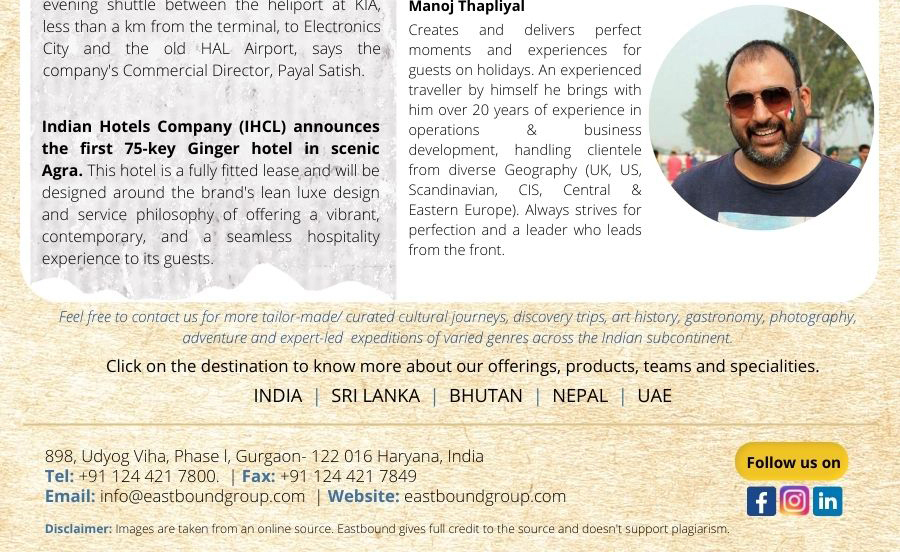 evening shuttle between the heliport at KIA,
less than a km from the terminal, to Electronics
City and the old HAL Airport, says the
company's Commercial Director, Payal Satish.
Indian Hotels Company (IHCL) announces
the first 75-key Ginger hotel in scenic
Agra. This hotel is a fully fitted lease and will be
designed around the brand's lean luxe design
and service philosophy of offering a vibrant,
contemporary, and a seamless hospitality
experience to its guests.
Manoj Thapliyal
Creates and delivers perfect
moments and experiences for
guests on holidays. An experienced
traveller by himself he brings with
him over 20 years of experience in
operations & business
development, handling clientele
from diverse Geography (UK, US,
Scandinavian, CIS, Central &
Eastern Europe). Always strives for
perfection and a leader who leads
from the front.
Feel free to contact us for more tailor-made/ curated cultural journeys, discovery trips, art history, gastronomy, photography,
adventure and expert-led expeditions of varied genres across the Indian subcontinent.
Click on the destination to know more about our offerings, products, teams and specialities.
INDIA | SRI LANKA | BHUTAN | NEPAL | UAE
898, Udyog Viha, Phase I, Gurgaon- 122 016 Haryana, India
Tel: +91 124 421 7800. | Fax: +91 124 421 7849
Email: info@eastboundgroup.com | Website: eastboundgroup.com
Disclaimer: Images are taken from an online source. Eastbound gives full credit to the source and doesn't support plagiarism.
Follow us on